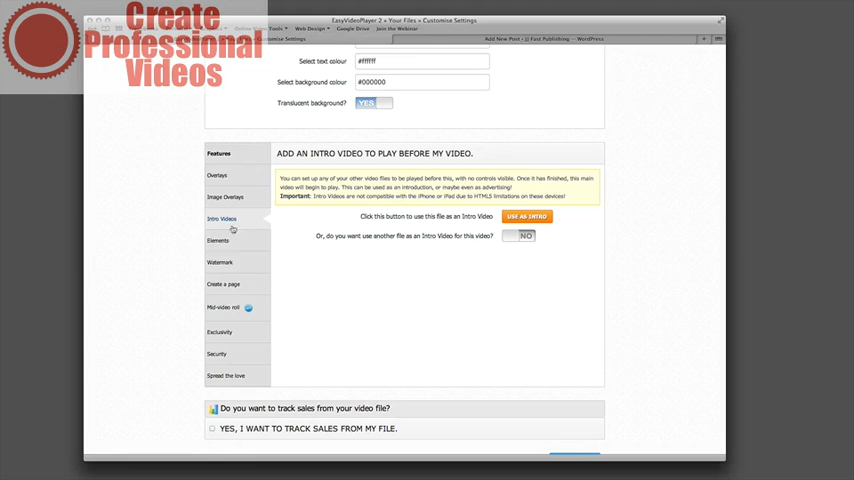 Create
Professional
Videos
EasyVideoPlayer 2 » Your Files » Customise Settings
Online Video Tools
Web Design
Google Drive
Join the Webinar
Customise Settings
Add New Post ‹ JJ Fast Publishing — WordPress
Select text colour
#ffffff
Select background colour
#000000
Translucent background?
YES
Features
ADD AN INTRO VIDEO TO PLAY BEFORE MY VIDEO.
Overlays
You can set up any of your other video files to be played before this, with no controls visible. Once it has finished, this main
video will begin to play. This can be used as an introduction, or maybe even as advertising!
Important: Intro Videos are not compatible with the iPhone or iPad due to HTML5 limitations on these devices!
Image Overlays
Intro Videos
Click this button to use this file as an Intro Video
USE AS INTRO
Or, do you want use another file as an Intro Video for this video?
NO
Elements
Watermark
Create a page
Mid-video roll
Exclusivity
Security
Spread the love
Do you want to track sales from your video file?
YES, I WANT TO TRACK SALES FROM MY FILE.